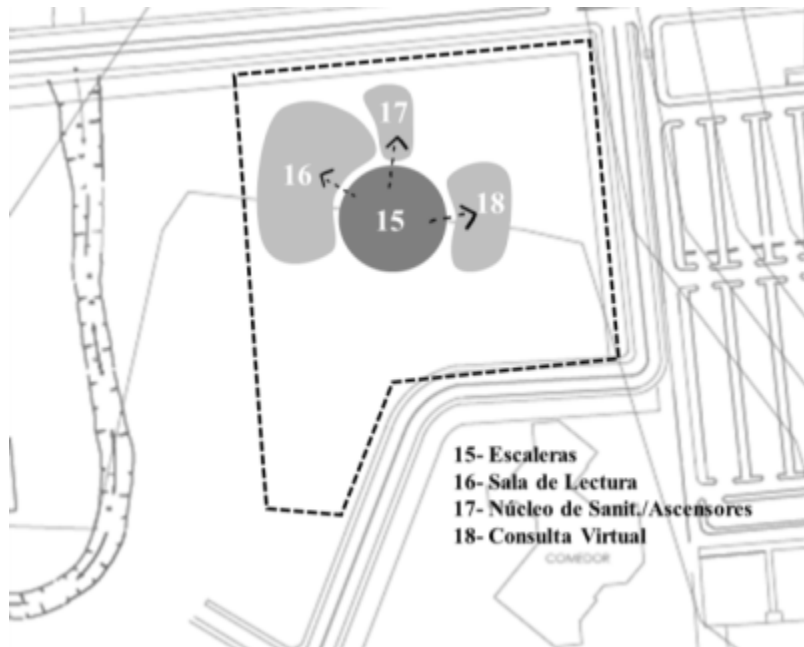 17
16
15
18
15- Escaleras
16- Sala de Lectura
17- Núcleo de Sanit./Ascensores
18- Consulta Virtual
COMEDOR